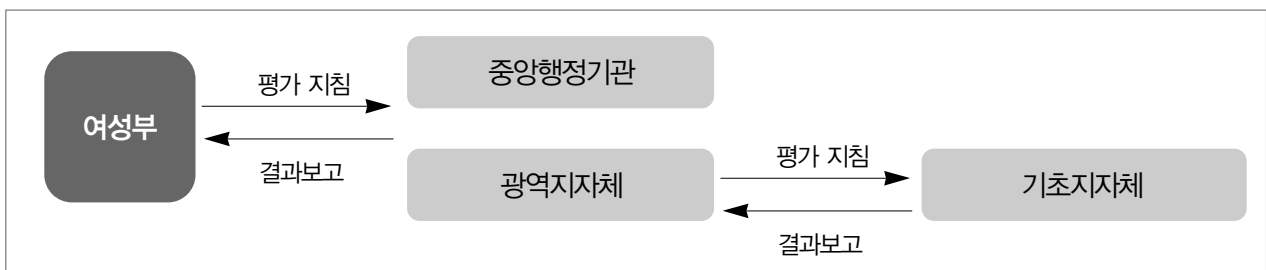 여성부
평가 지침
결과보고
중앙행정기관
광역지자체
평가 지침
결과보고
기초지자체